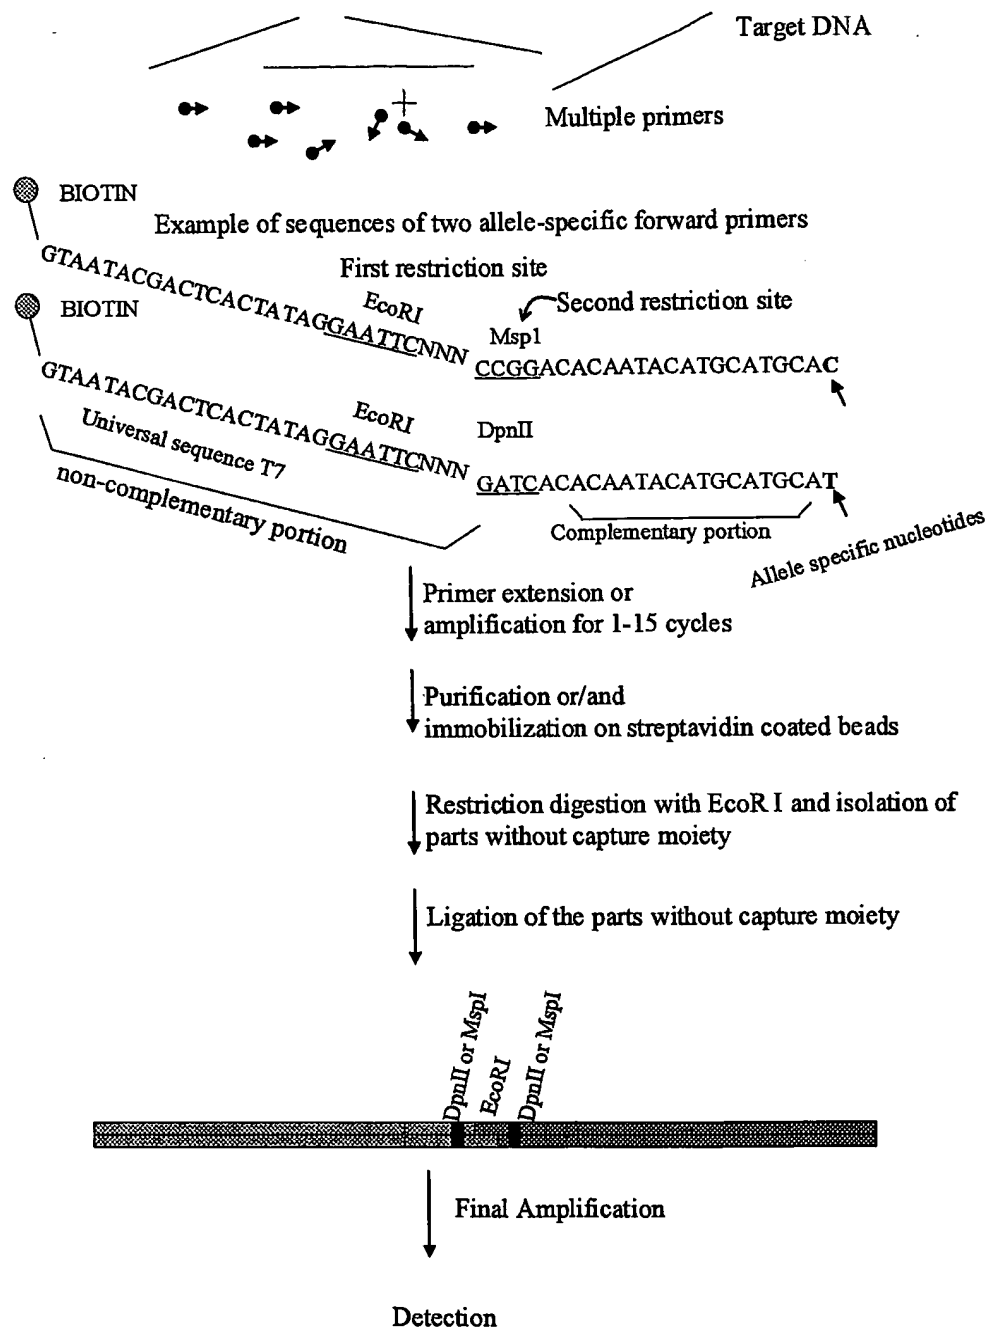 Target DNA
Multiple primers
BIOTIN
Example of sequences of two allele-specific forward primers
First restriction site
EcoRI
Second restriction site
Msp1
GTAATACGACTCACTATAGGAATTCNNN
CCGGACACAATACATGCATGCAC
BIOTIN
EcoRI
DpnII
GTAATACGACTCACTATAGGAATTCNNN
GATCACACAATACATGCATGCAT
Universal sequence T7
non-complementary portion
Complementary portion
Allele specific nucleotides
Primer extension or
amplification for 1-15 cycles
Purification or/and
immobilization on streptavidin coated beads
Restriction digestion with EcoR I and isolation of
parts without capture moiety
Ligation of the parts without capture moiety
DpnII or MspI
EcoRI
DpnII or MspI
Final Amplification
Detection